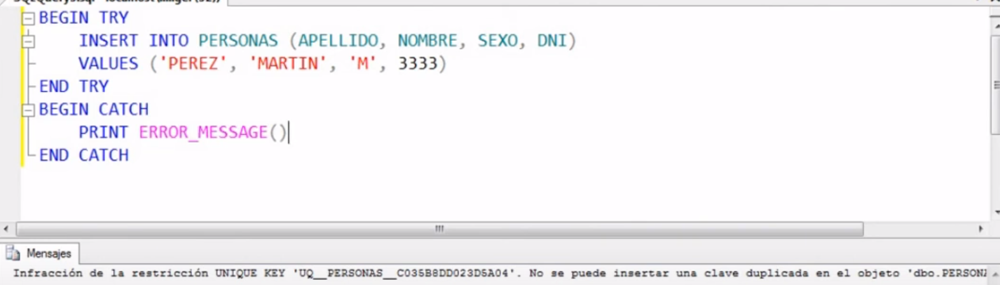 BEGIN TRY
INSERT INTO PERSONAS (APELLIDO, NOMBRE, SEXO, DNI)
VALUES ('PEREZ', 'MARTIN', 'M', 3333)
END TRY
BEGIN CATCH
PRINT ERROR_MESSAGE()
END CATCH
Mensajes
Infracción de la restricción UNIQUE KEY 'UQ__PERSONAS__C035B8DD023D5A04'. No se puede insertar una clave duplicada en el objeto 'dbo.PERSONA